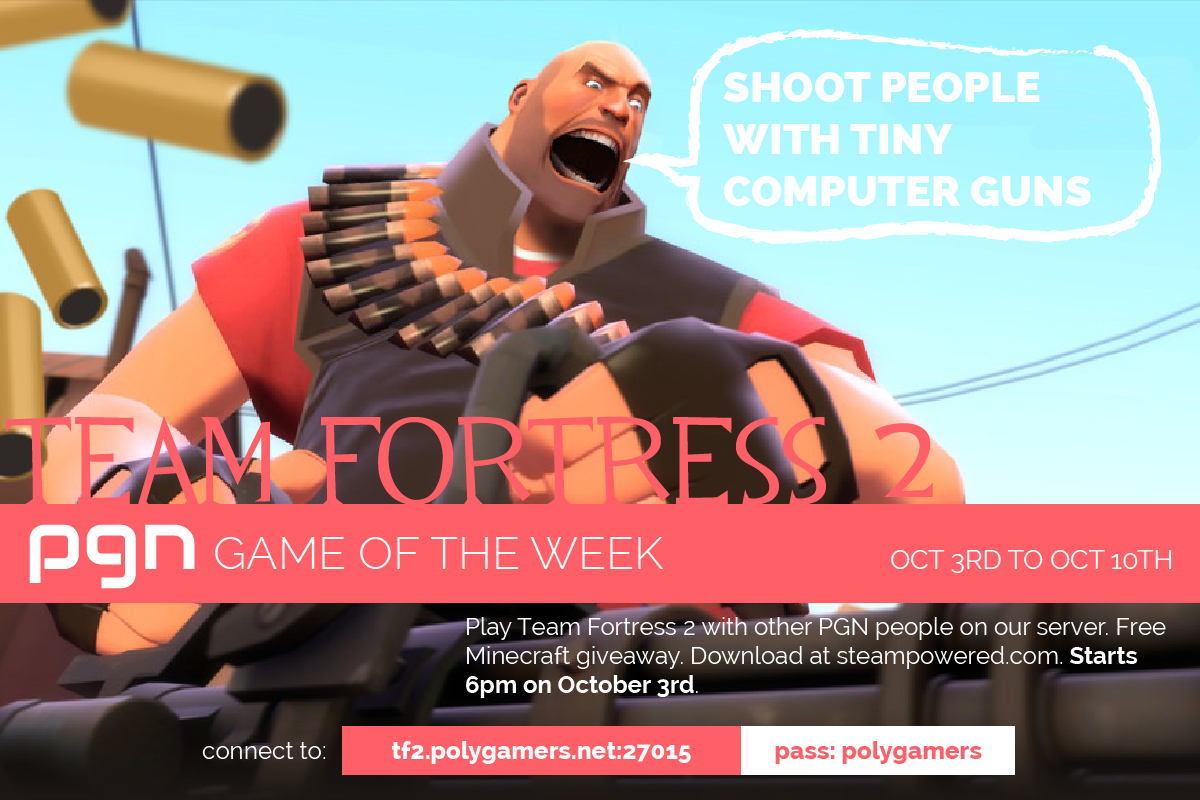 SHOOT PEOPLE
WITH TINY
COMPUTER GUNS
TEAM FORTRESS 2
pgn GAME OF THE WEEK
OCT 3RD TO OCT 10TH
Play Team Fortress 2 with other PGN people on our server. Free
Minecraft giveaway. Download at steampowered.com. Starts
6pm on October 3rd.
connect to: tf2.polygamers.net:27015 pass: polygamers